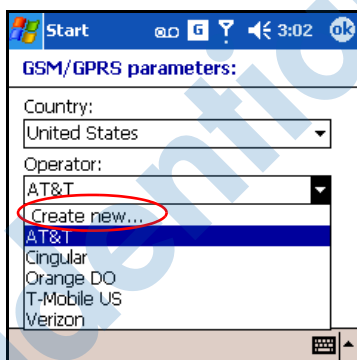 Start G 3:02 ok
GSM/GPRS parameters:
Country:
United States
Operator:
AT&T
Create new...
AT&T
Cingular
Orange DO
T-Mobile US
Verizon